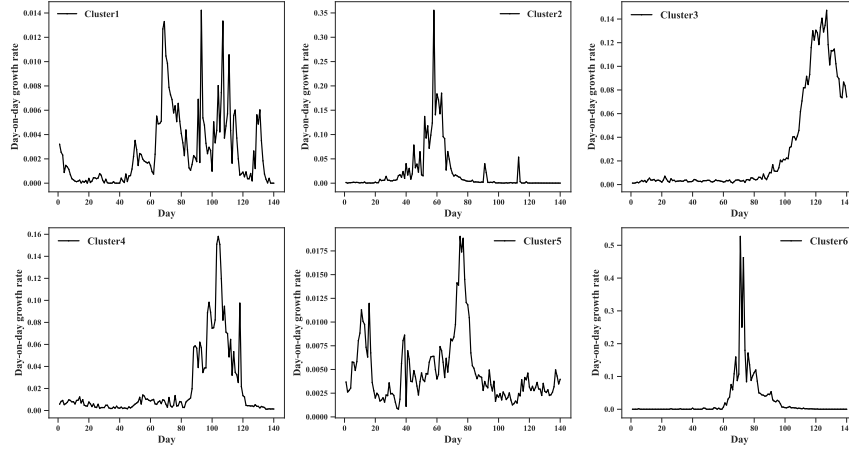 Cluster1
Day-on-day growth rate
0.014
0.012
0.010
0.008
0.006
0.004
0.002
0.000
0 20 40 60 80 100 120 140
Day
Cluster2
Day-on-day growth rate
0.35
0.30
0.25
0.20
0.15
0.10
0.05
0.00
0 20 40 60 80 100 120 140
Day
Cluster3
Day-on-day growth rate
0.14
0.12
0.10
0.08
0.06
0.04
0.02
0.00
0 20 40 60 80 100 120 140
Day
Cluster4
Day-on-day growth rate
0.16
0.14
0.12
0.10
0.08
0.06
0.04
0.02
0.00
0 20 40 60 80 100 120 140
Day
Cluster5
Day-on-day growth rate
0.0175
0.0150
0.0125
0.0100
0.0075
0.0050
0.0025
0.0000
0 20 40 60 80 100 120 140
Day
Cluster6
Day-on-day growth rate
0.5
0.4
0.3
0.2
0.1
0.0
0 20 40 60 80 100 120 140
Day